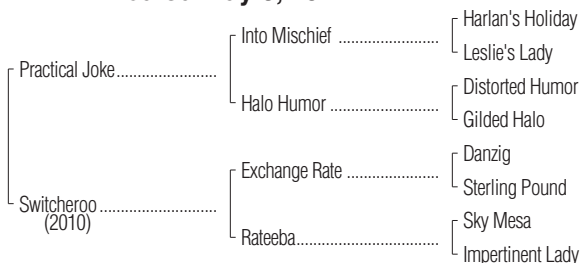 Harlan's Holiday
Into Mischief
Leslie's Lady
Practical Joke
Distorted Humor
Halo Humor
Gilded Halo
Danzig
Exchange Rate
Sterling Pound
Switcheroo
(2010)
Sky Mesa
Rateeba
Impertinent Lady